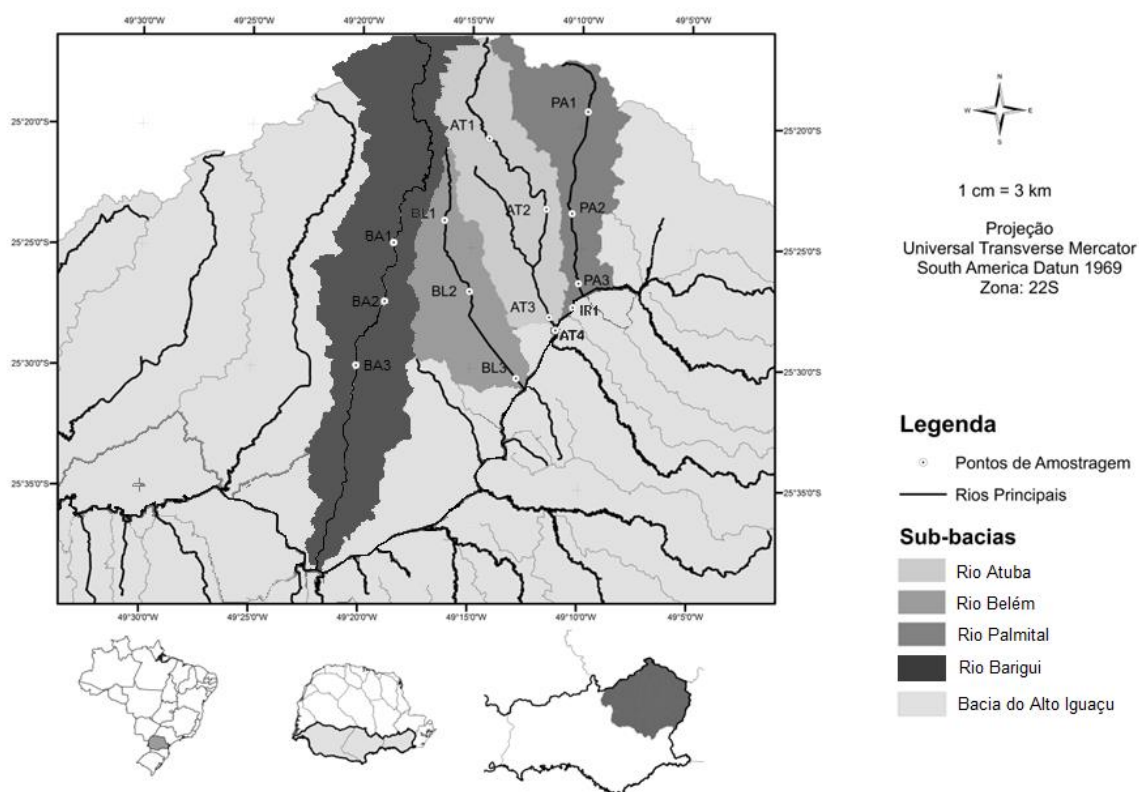 49°30'0"W 49°25'0"W 49°20'0"W 49°15'0"W 49°10'0"W 49°5'0"W
25°20'0"S
25°20'0"S
25°25'0"S
25°25'0"S
25°30'0"S
25°30'0"S
25°35'0"S
25°35'0"S
PA1
AT1
BL1
AT2
PA2
BA1
PA3
BL2
BA2
AT3
IR1
AT4
BA3
BL3
49°30'0"W 49°25'0"W 49°20'0"W 49°15'0"W 49°10'0"W 49°5'0"W
N
W E
S
1 cm = 3 km
Projeção
Universal Transverse Mercator
South America Datun 1969
Zona: 22S
Legenda
Pontos de Amostragem
Rios Principais
Sub-bacias
Rio Atuba
Rio Belém
Rio Palmital
Rio Barigui
Bacia do Alto Iguaçu